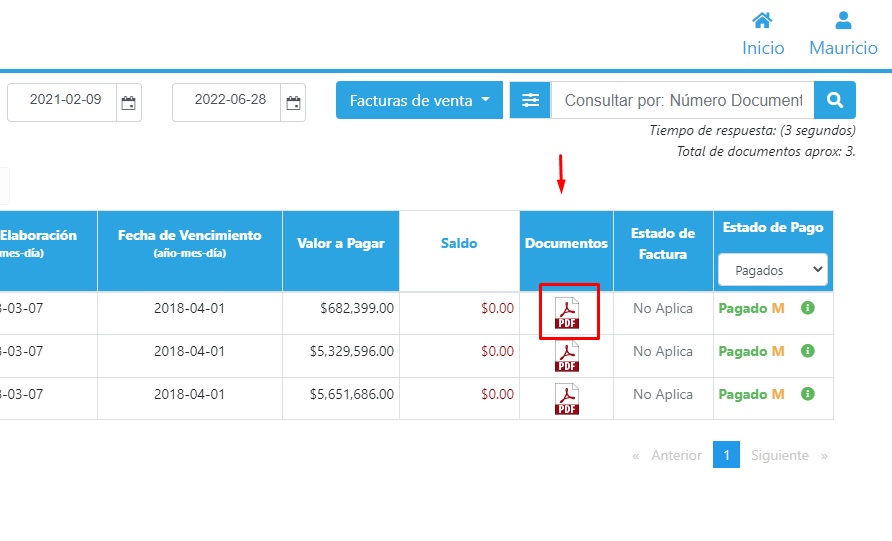 Inicio Mauricio
2021-02-09 2022-06-28 Facturas de venta Consultar por: Número Document
Tiempo de respuesta: (3 segundos)
Total de documentos aprox: 3.
Elaboración Fecha de Vencimiento Valor a Pagar Saldo Documentos Estado de Factura Estado de Pago
mes-día) (año-mes-día) Pagados
-03-07 2018-04-01 $682,399.00 $0.00 PDF No Aplica Pagado M
-03-07 2018-04-01 $5,329,596.00 $0.00 PDF No Aplica Pagado M
-03-07 2018-04-01 $5,651,686.00 $0.00 PDF No Aplica Pagado M
« Anterior 1 Siguiente »